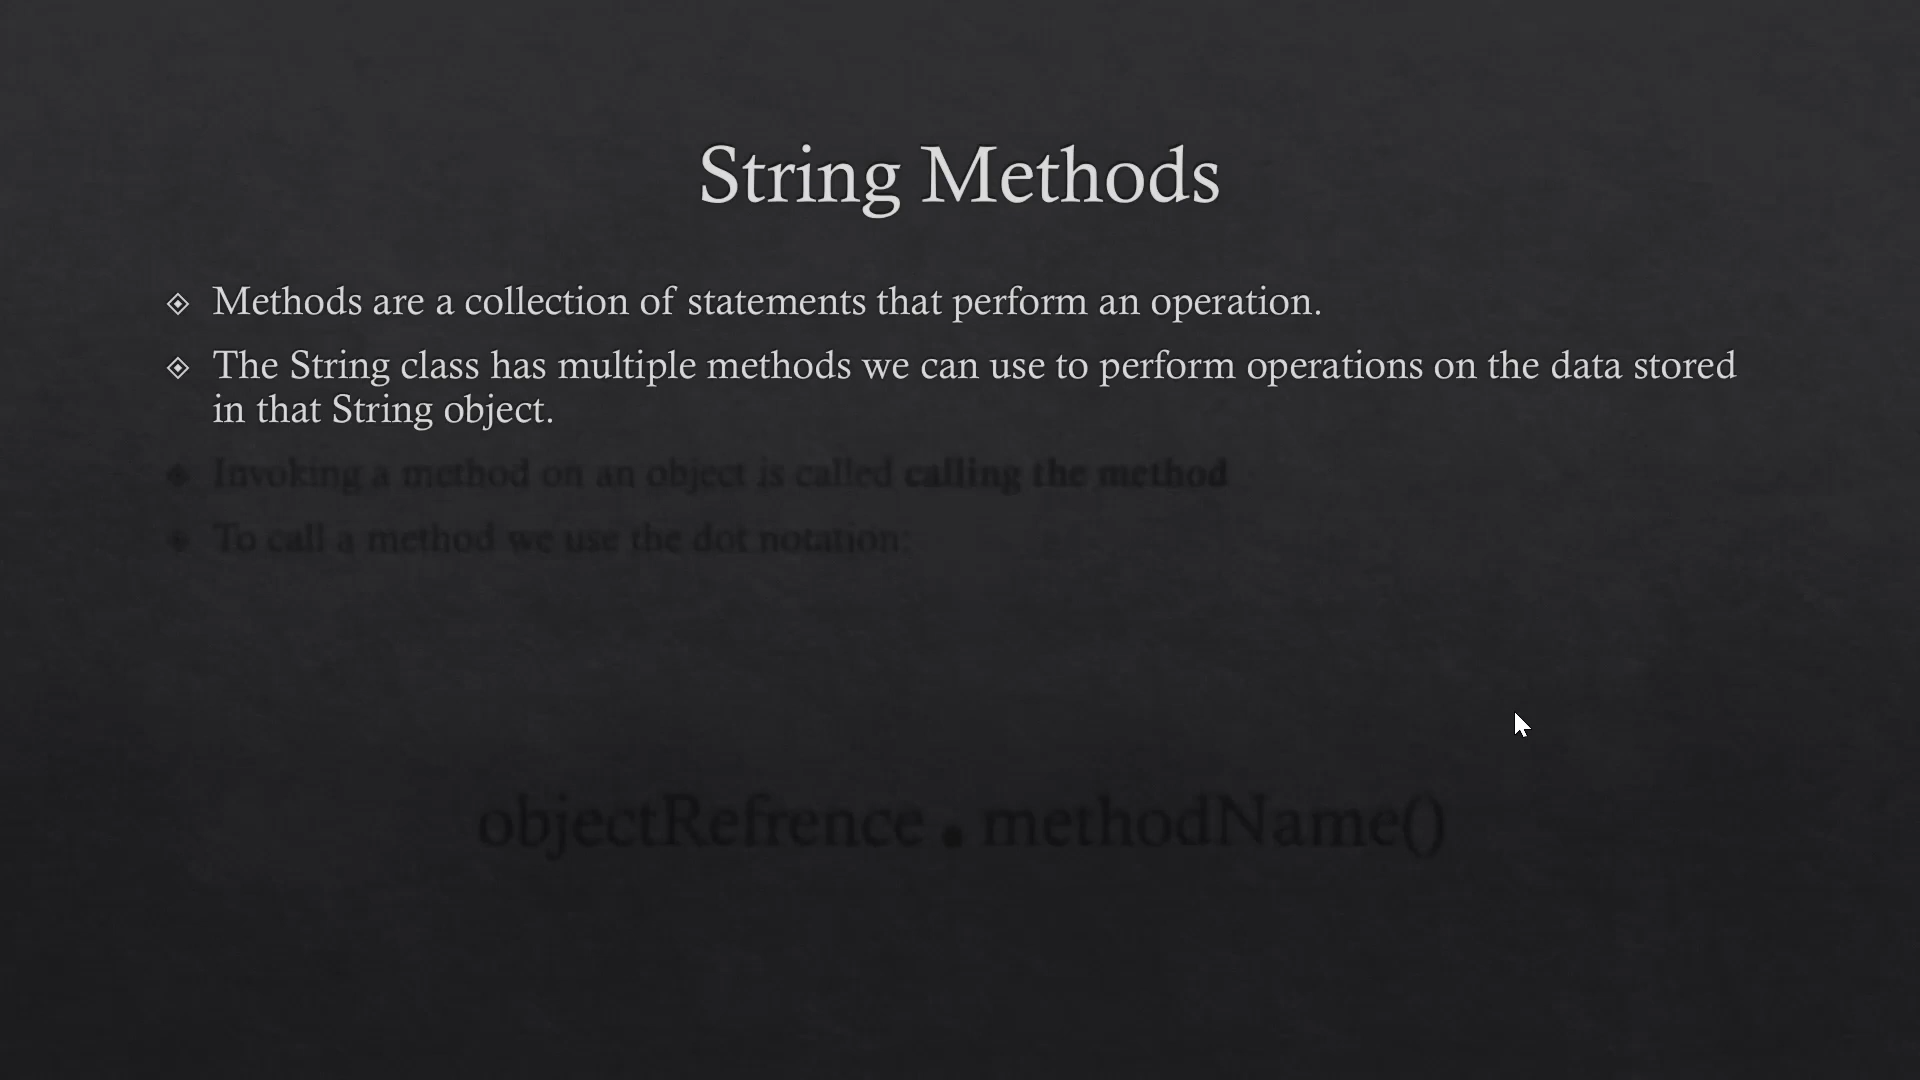 String Methods
Methods are a collection of statements that perform an operation.
The String class has multiple methods we can use to perform operations on the data stored
in that String object.
Invoking a method on an object is called calling the method
To call a method we use the dot notation:
objectRefrence . methodName()